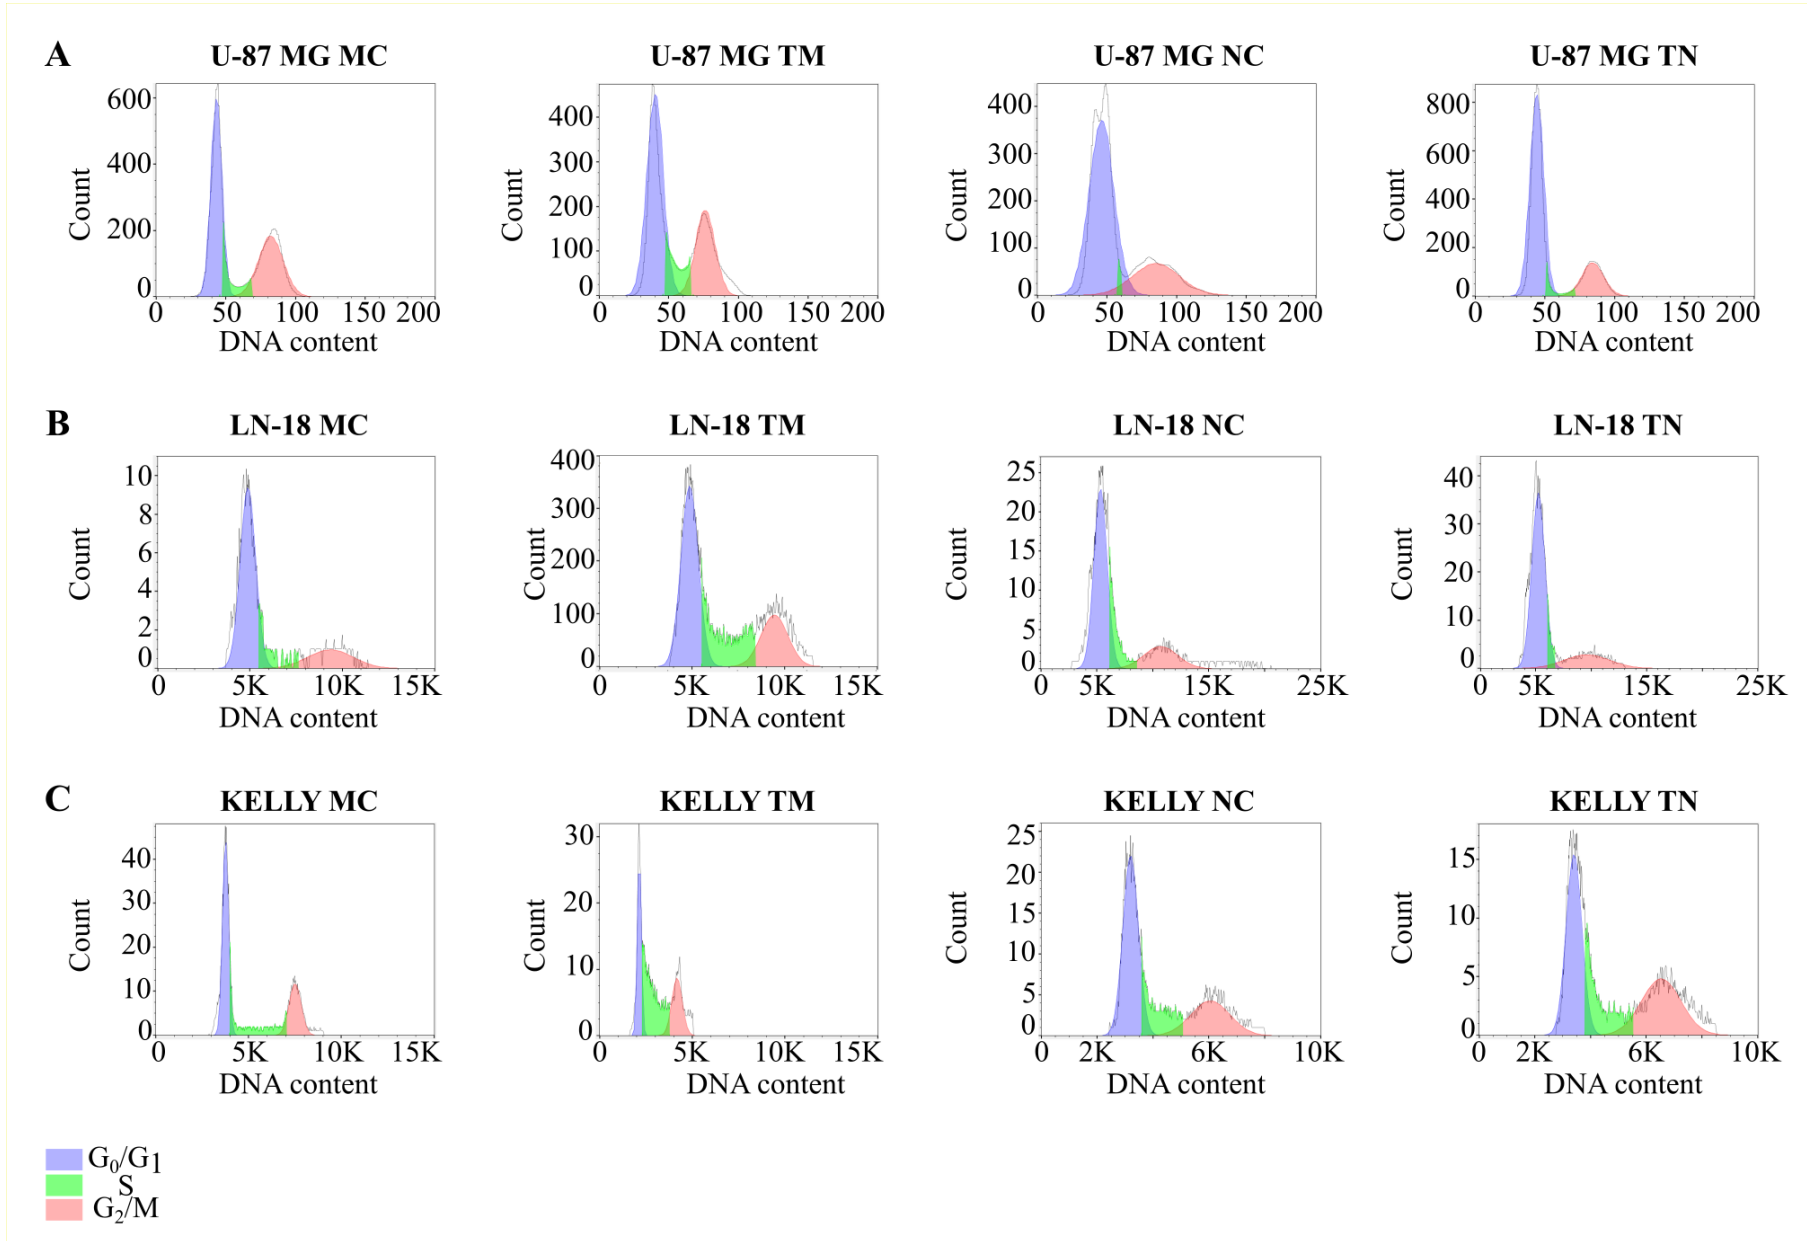 A
U-87 MG MC
U-87 MG TM
U-87 MG NC
U-87 MG TN
600
400
200
0
Count
0 50 100 150 200
DNA content
400
300
200
100
0
Count
0 50 100 150 200
DNA content
400
300
200
100
0
Count
0 50 100 150 200
DNA content
800
600
400
200
0
Count
0 50 100 150 200
DNA content
B
LN-18 MC
LN-18 TM
LN-18 NC
LN-18 TN
10
8
6
4
2
0
Count
0 5K 10K 15K
DNA content
400
300
200
100
0
Count
0 5K 10K 15K
DNA content
25
20
15
10
5
0
Count
0 5K 15K 25K
DNA content
40
30
20
10
0
Count
0 5K 15K 25K
DNA content
C
KELLY MC
KELLY TM
KELLY NC
KELLY TN
40
30
20
10
0
Count
0 5K 10K 15K
DNA content
30
20
10
0
Count
0 5K 10K 15K
DNA content
25
20
15
10
5
0
Count
0 2K 6K 10K
DNA content
15
10
5
0
Count
0 2K 6K 10K
DNA content
G₀/G1
S
G₂/M